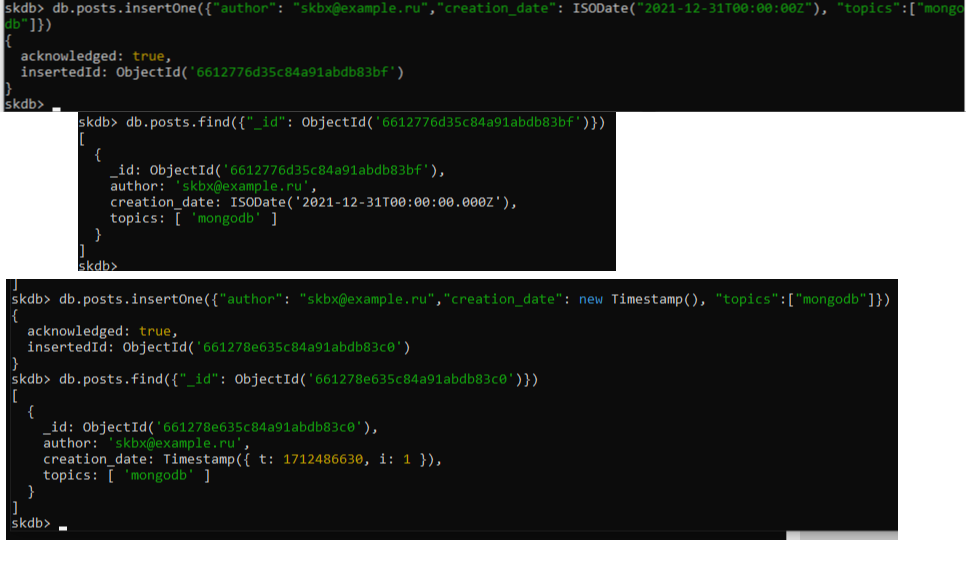 skdb> db.posts.insertOne({"author": "skbx@example.ru","creation_date": ISODate("2021-12-31T00:00:00Z"), "topics":["mongo
db"]})
{
  acknowledged: true,
  insertedId: ObjectId('6612776d35c84a91abdb83bf')
}
skdb>
skdb> db.posts.find({"_id": ObjectId('6612776d35c84a91abdb83bf')})
[
  {
    _id: ObjectId('6612776d35c84a91abdb83bf'),
    author: 'skbx@example.ru',
    creation_date: ISODate('2021-12-31T00:00:00.000Z'),
    topics: [ 'mongodb' ]
  }
]
skdb>
]
skdb> db.posts.insertOne({"author": "skbx@example.ru","creation_date": new Timestamp(), "topics":["mongodb"]})
{
  acknowledged: true,
  insertedId: ObjectId('661278e635c84a91abdb83c0')
}
skdb> db.posts.find({"_id": ObjectId('661278e635c84a91abdb83c0')})
[
  {
    _id: ObjectId('661278e635c84a91abdb83c0'),
    author: 'skbx@example.ru',
    creation_date: Timestamp({ t: 1712486630, i: 1 }),
    topics: [ 'mongodb' ]
  }
]
skdb>